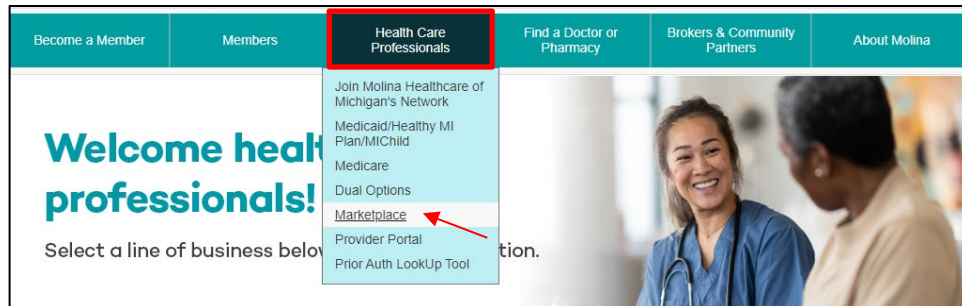 Become a Member
Members
Health Care
Professionals
Find a Doctor or
Pharmacy
Brokers & Community
Partners
About Molina
Join Molina Healthcare of
Michigan's Network
Medicaid/Healthy MI
Plan/MIChild
Medicare
Dual Options
Marketplace
Provider Portal
Prior Auth LookUp Tool
Welcome healt
professionals!
Select a line of business belo tion.